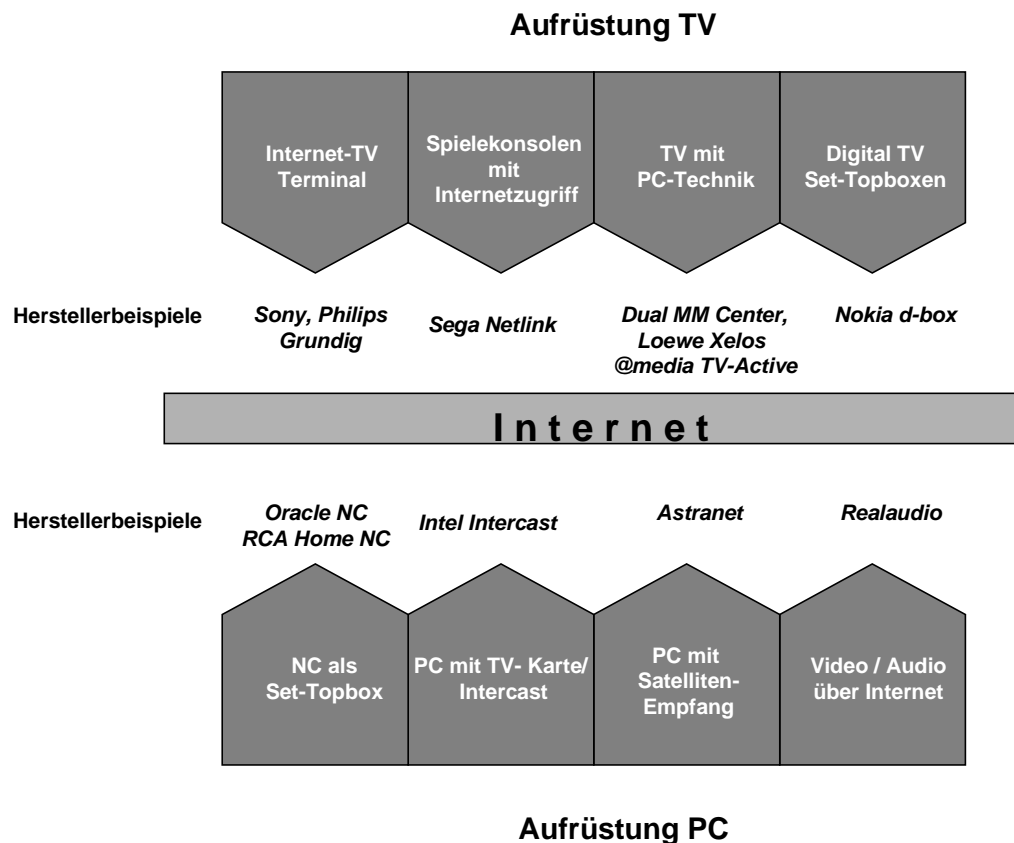 Aufrüstung TV
Internet-TV
Terminal
Spielekonsolen
mit
Internetzugriff
TV mit
PC-Technik
Digital TV
Set-Topboxen
Herstellerbeispiele
Sony, Philips
Grundig
Sega Netlink
Dual MM Center,
Loewe Xelos
@media TV-Active
Nokia d-box
Internet
Herstellerbeispiele
Oracle NC
RCA Home NC
Intel Intercast
Astranet
Realaudio
NC als
Set-Topbox
PC mit TV- Karte/
Intercast
PC mit
Satelliten-
Empfang
Video / Audio
über Internet
Aufrüstung PC